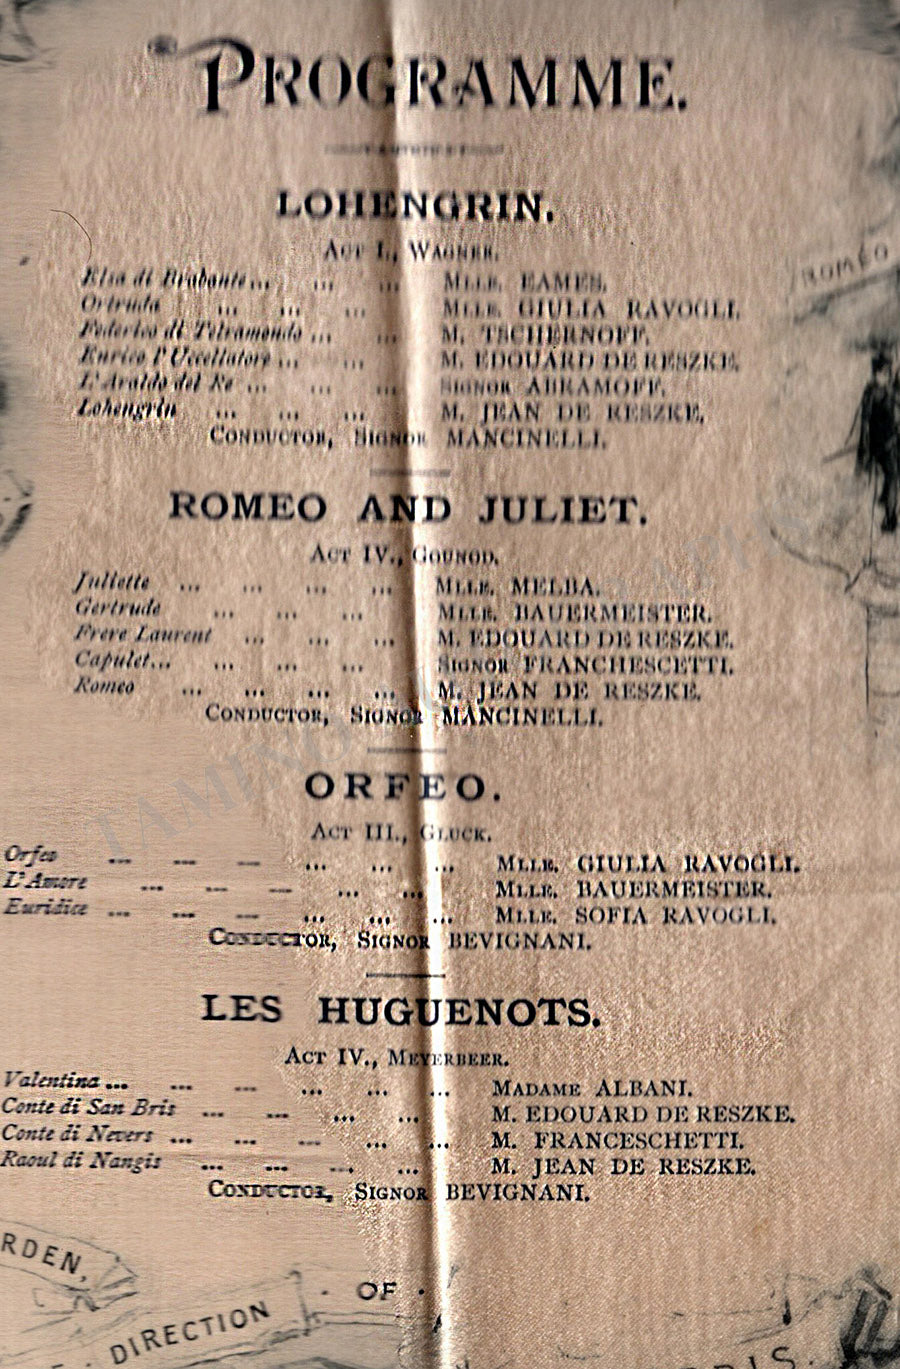 PROGRAMME.
LOHENGRIN.
ACT I., WAGNER.
Elsa di Brabante ... ... ... MLLE. EAMES.
Ortruda ... ... ... MLLE. GIULIA RAVOGLI.
Federico di Telramondo ... ... M. TSCHERNOFF.
Enrico l'Uccellatore ... ... ... M. EDOUARD DE RESZKE.
L'Araldo del Re ... ... ... SIGNOR ABRAMOFF.
Lohengrin ... ... ... M. JEAN DE RESZKE.
CONDUCTOR, SIGNOR MANCINELLI.
ROMEO AND JULIET.
ACT IV., GOUNOD.
Juliette ... ... ... ... MLLE. MELBA.
Gertrude ... ... ... MLLE. BAUERMEISTER.
Frere Laurent ... ... ... M. EDOUARD DE RESZKE.
Capulet... ... ... ... SIGNOR FRANCHESCETTI.
Romeo ... ... ... ... M. JEAN DE RESZKE.
CONDUCTOR, SIGNOR MANCINELLI.
ORFEO.
ACT III., GLUCK.
Orfeo ... ... ... ... ... ... MLLE. GIULIA RAVOGLI.
L'Amore ... ... ... ... ... MLLE. BAUERMEISTER.
Euridice ... ... ... ... ... ... MLLE. SOFIA RAVOGLI.
CONDUCTOR, SIGNOR BEVIGNANI.
LES HUGUENOTS.
ACT IV., MEYERBEER.
Valentina ... ... ... ... ... ... MADAME ALBANI.
Conte di San Bris ... ... ... ... M. EDOUARD DE RESZKE.
Conte di Nevers ... ... ... ... ... M. FRANCESCHETTI.
Raoul di Nangis ... ... ... ... M. JEAN DE RESZKE.
CONDUCTOR, SIGNOR BEVIGNANI.
ROMÉO
RDEN,
· OF ·
DIRECTION
TAMINO